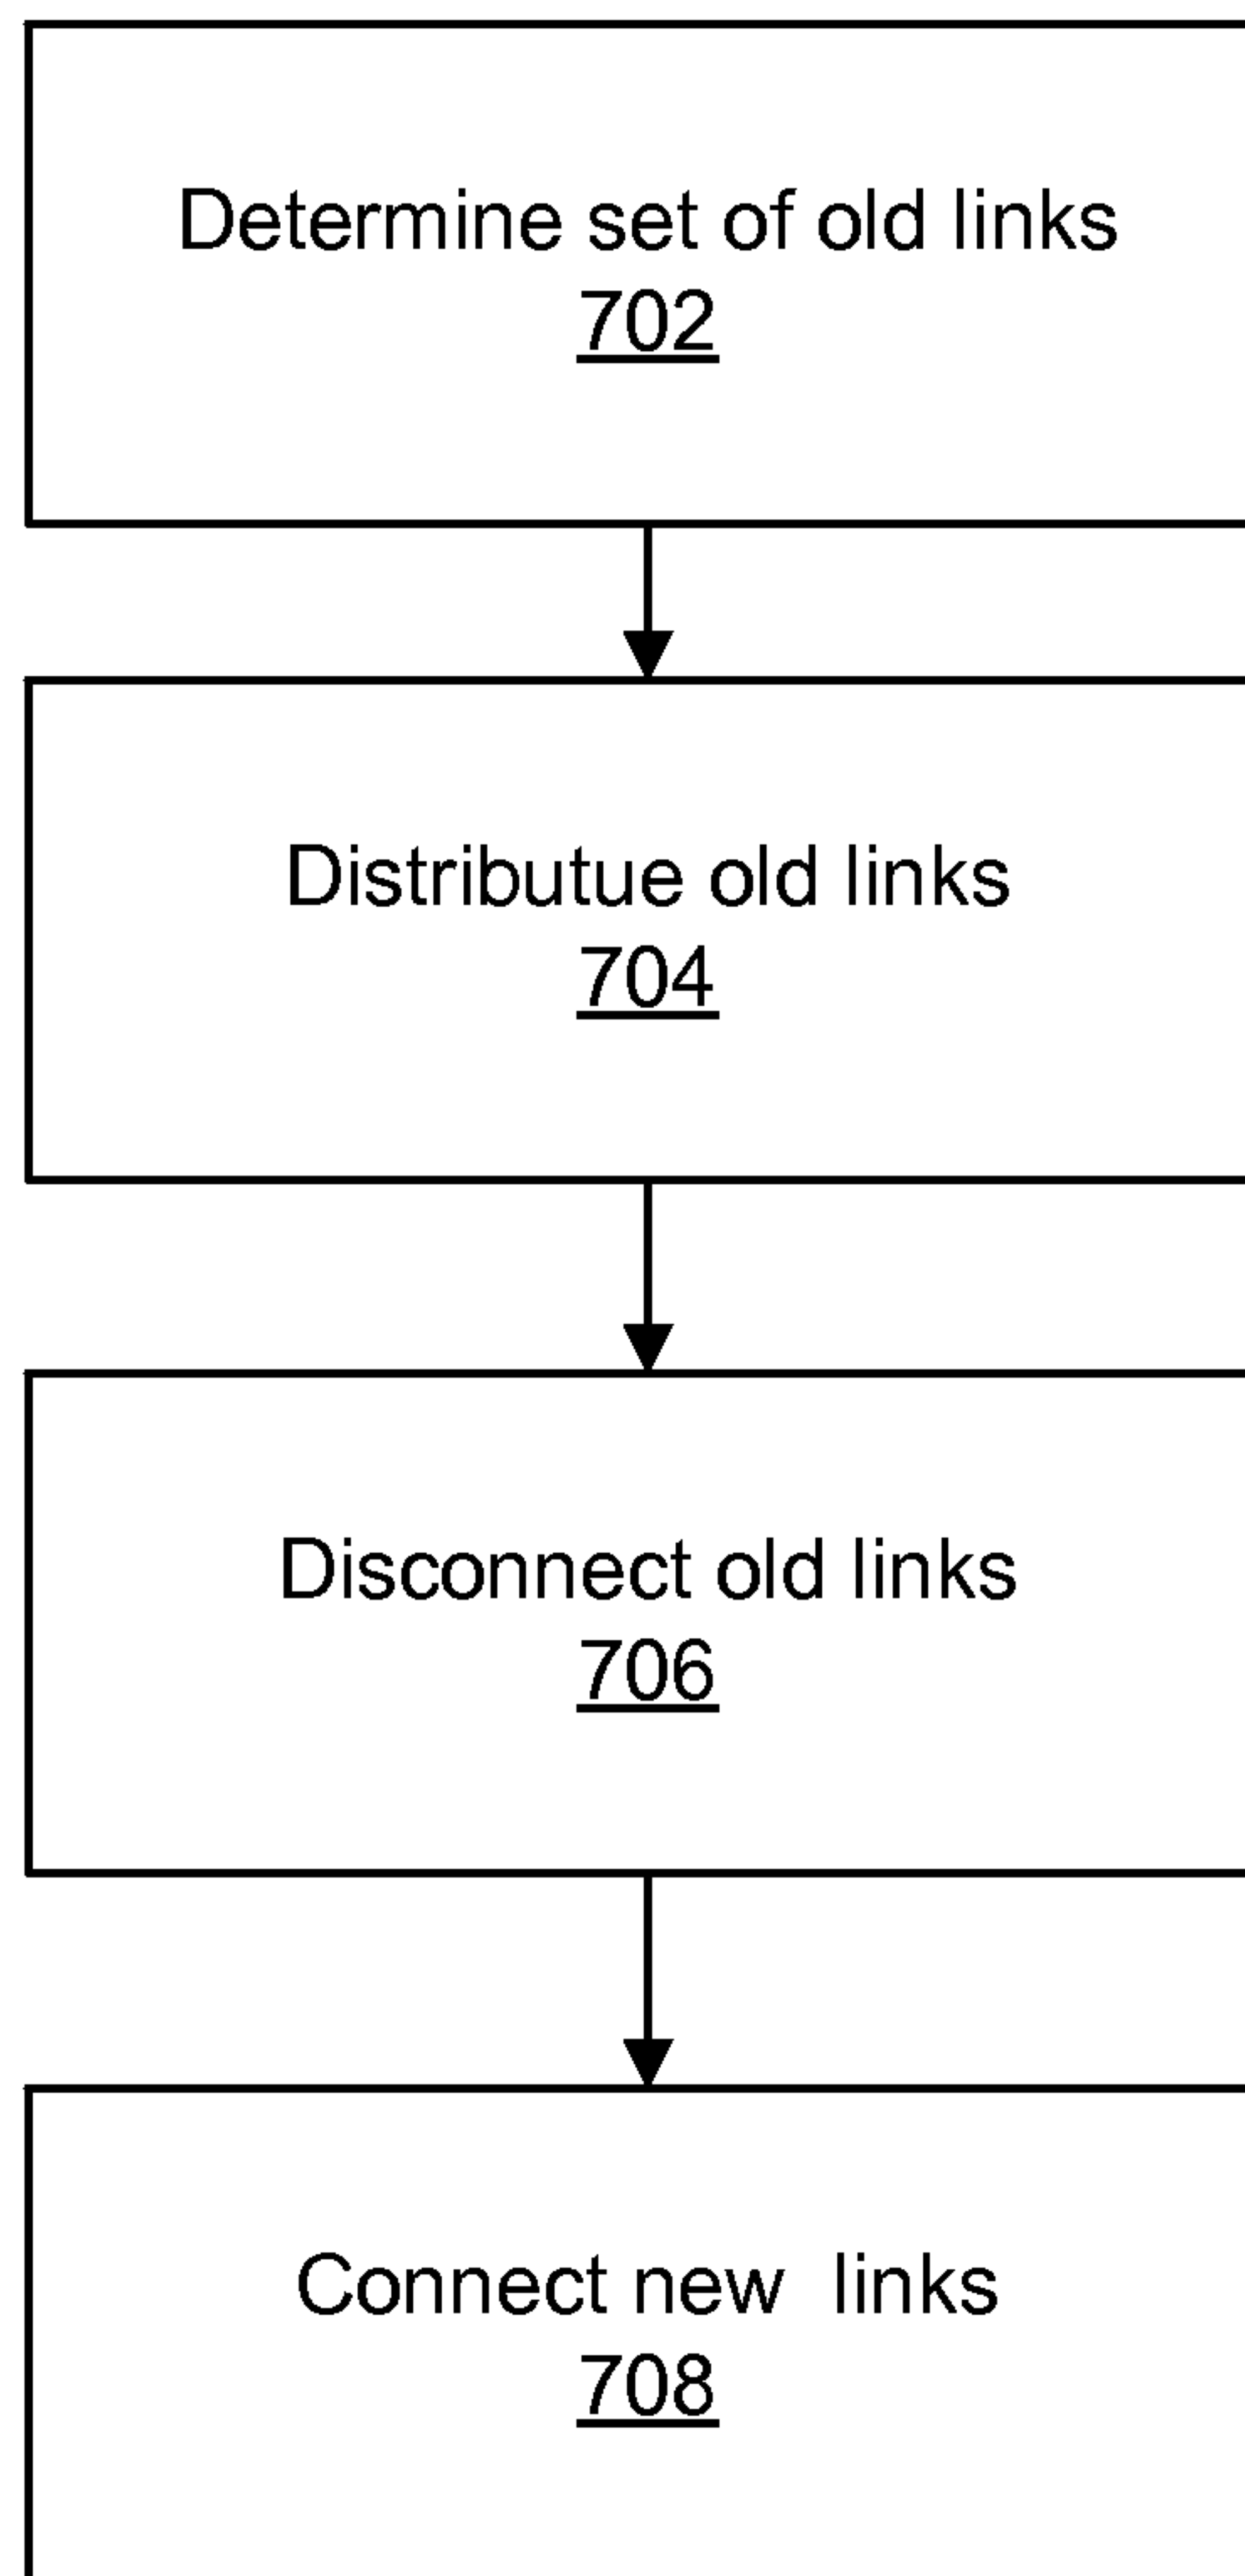 Determine set of old links
702
Distributue old links
704
Disconnect old links
706
Connect new  links
708